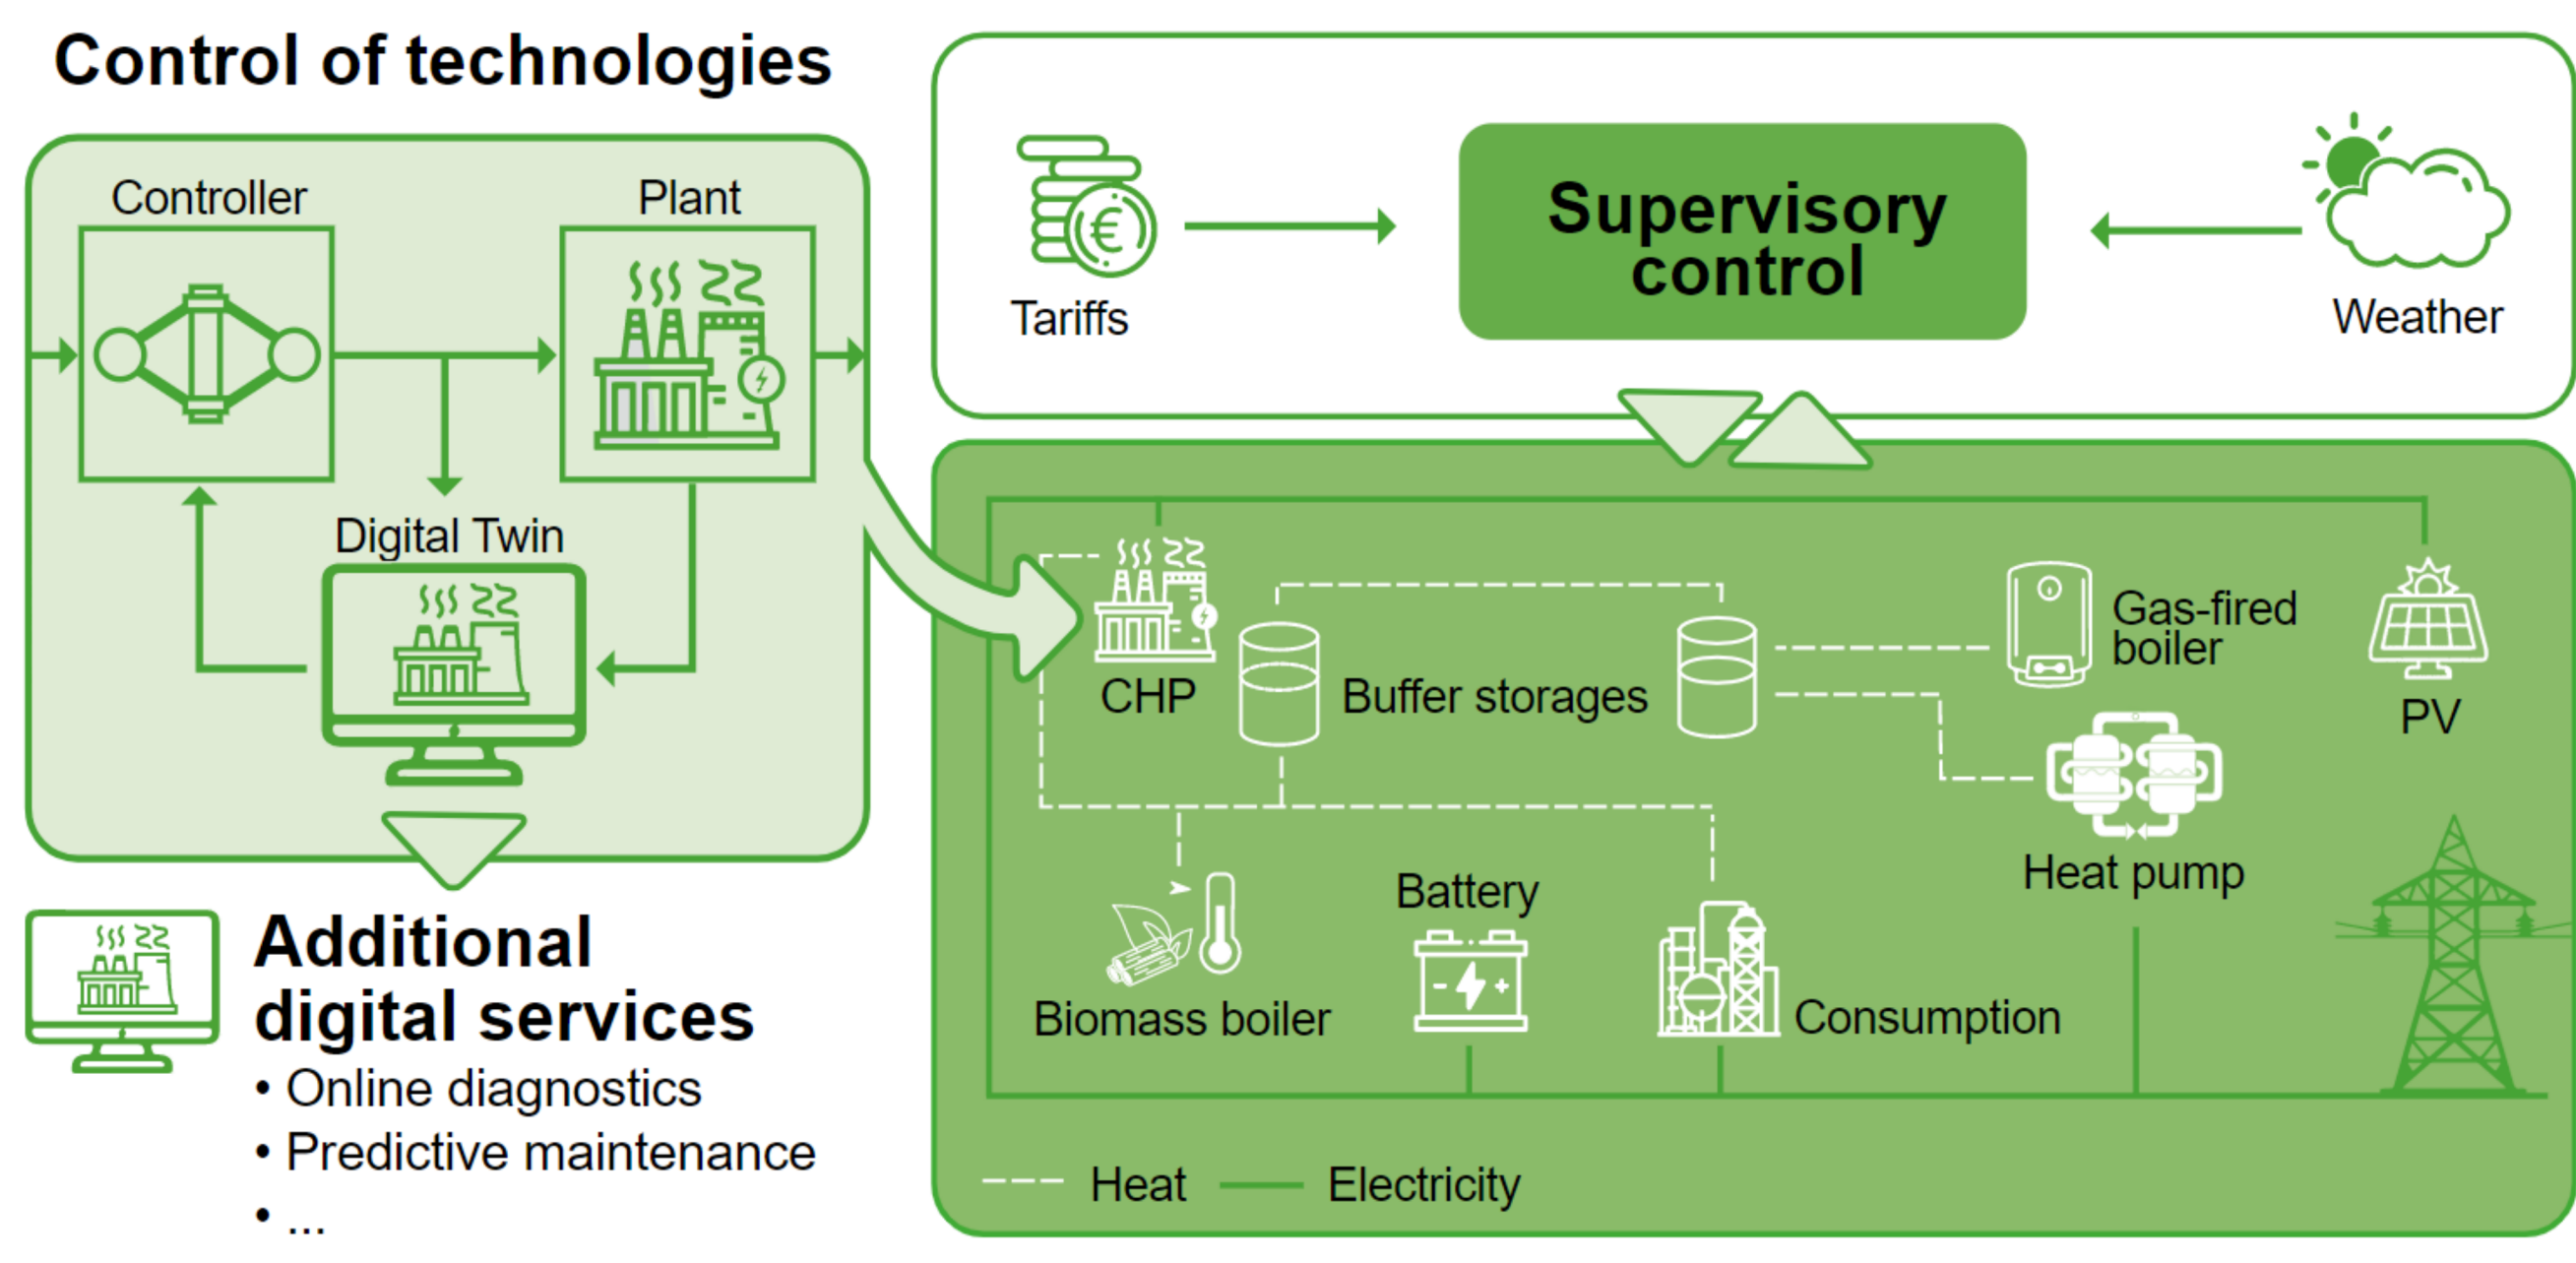 Control of technologies
Controller
Plant
Digital Twin
Additional
digital services
• Online diagnostics
• Predictive maintenance
• ...
Tariffs
Supervisory
control
Weather
CHP
Buffer storages
Gas-fired
boiler
PV
Heat pump
Biomass boiler
Battery
Consumption
Heat
Electricity